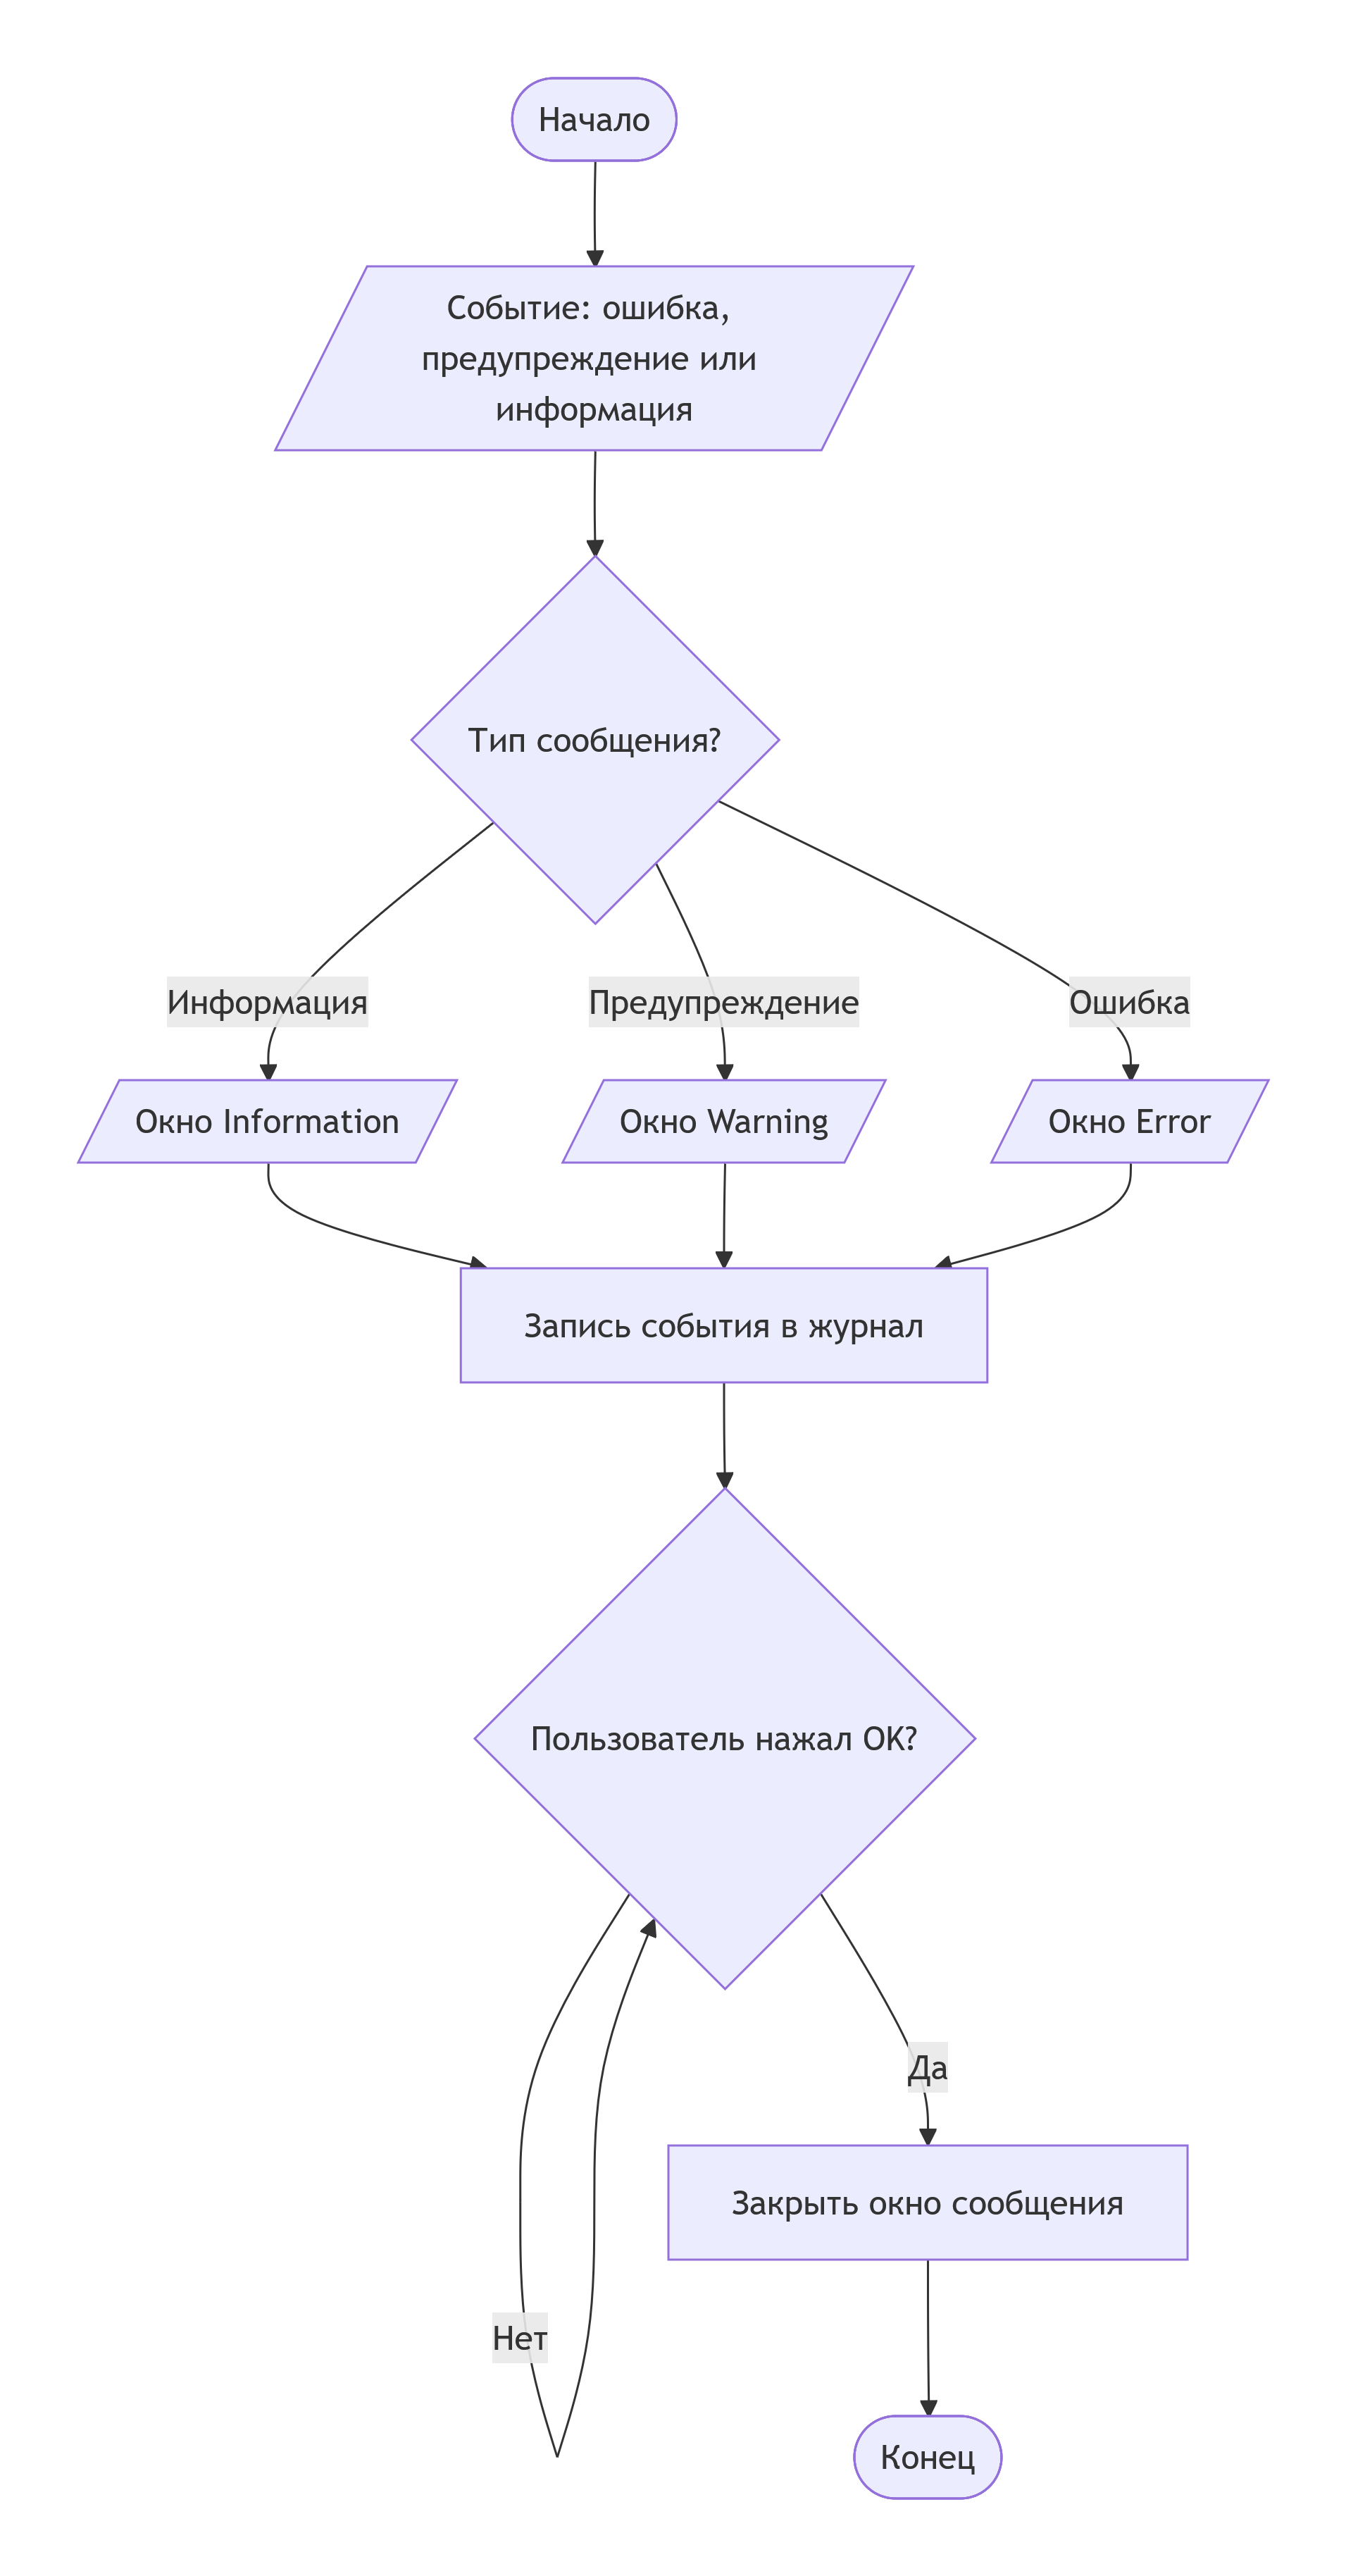 Начало
Событие: ошибка,
предупреждение или
информация
Тип сообщения?
Информация
Предупреждение
Ошибка
Окно Information
Окно Warning
Окно Error
Запись события в журнал
Пользователь нажал OK?
Да
Закрыть окно сообщения
Нет
Конец